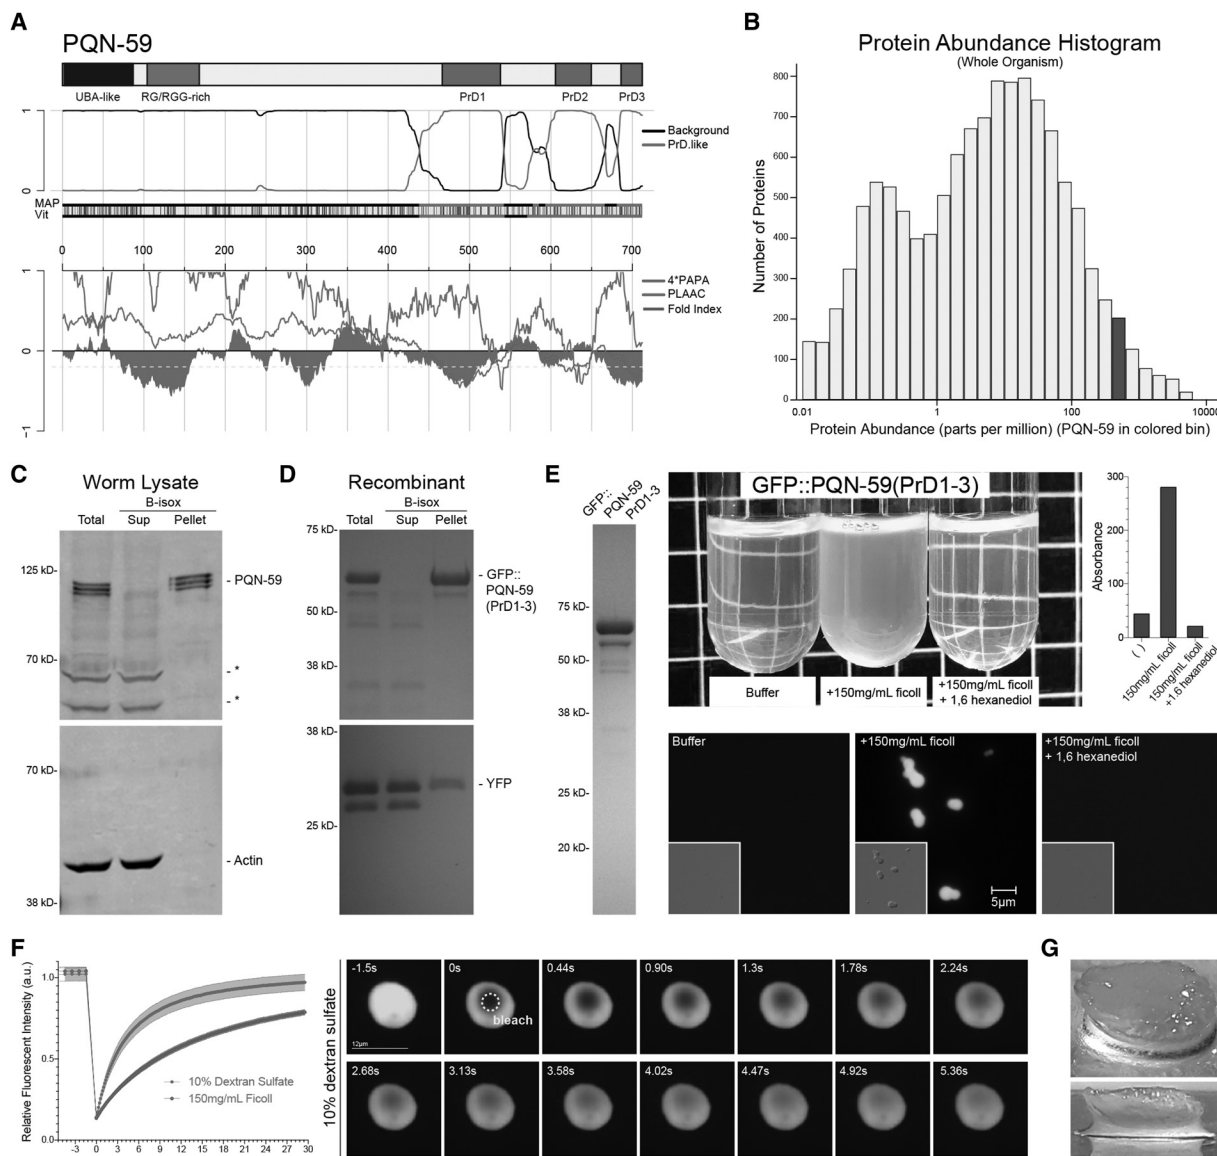 A
PQN-59
UBA-like
RG/RGG-rich
PrD1
PrD2
PrD3
1
0
Background
PrD.like
MAP
Vit
0 100 200 300 400 500 600 700
1
0
−1
4*PAPA
PLAAC
Fold Index
B
Protein Abundance Histogram
(Whole Organism)
Number of Proteins
800
700
600
500
400
300
200
100
0
0.01 1 100 10000
Protein Abundance (parts per million) (PQN-59 in colored bin)
C
Worm Lysate
B-isox
Total Sup Pellet
125 kD-
- PQN-59
70 kD-
- *
- *
70 kD-
- Actin
38 kD-
D
Recombinant
B-isox
Total Sup Pellet
75 kD-
- GFP::
PQN-59
(PrD1-3)
50 kD-
38 kD-
38 kD-
- YFP
25 kD-
E
GFP::
PQN-59
PrD1-3
75 kD-
50 kD-
38 kD-
25 kD-
20 kD-
GFP::PQN-59(PrD1-3)
Buffer
+150mg/mL ficoll
+150mg/mL ficoll
+ 1,6 hexanediol
Absorbance
300
200
100
0
( )
150mg/mL ficoll
150mg/mL ficoll
+1.6 hexanediol
Buffer
+150mg/mL ficoll
5µm
+150mg/mL ficoll
+ 1,6 hexanediol
F
Relative Fluorescent Intensity (a.u.)
1.0
0.5
0.0
-3 0 3 6 9 12 15 18 21 24 27 30
10% Dextran Sulfate
150mg/mL Ficoll
10% dextran sulfate
-1.5s
12µm
0s
bleach
0.44s
0.90s
1.3s
1.78s
2.24s
2.68s
3.13s
3.58s
4.02s
4.47s
4.92s
5.36s
G